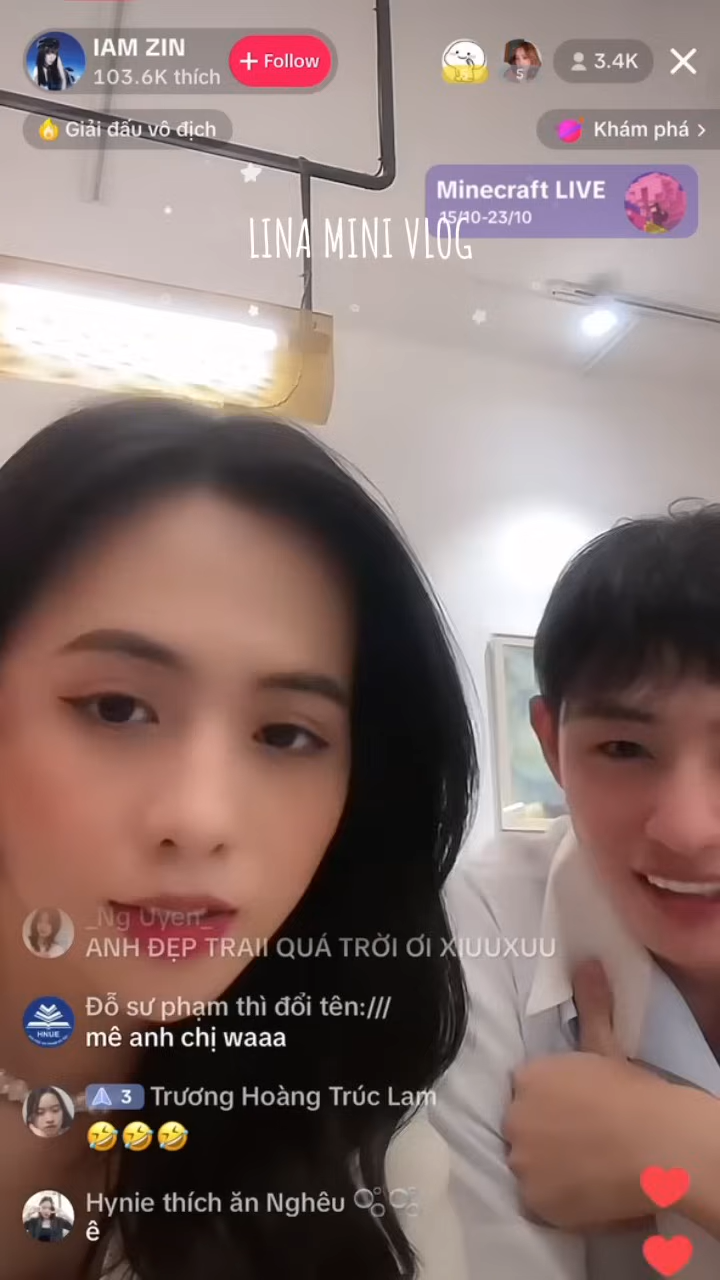 IAM ZIN
103.6K thích
+ Follow
5
3.4K
Giải đấu vô địch
Khám phá
Minecraft LIVE
15/10-23/10
LINA MINI VLOG
_Ng Uyen_
ANH ĐẸP TRAII QUÁ TRỜI ƠI XIUUXUU
HNUE
Đỗ sư phạm thì đổi tên:///
mê anh chị waaa
3 Trương Hoàng Trúc Lam
Hynie thích ăn Nghêu
ê